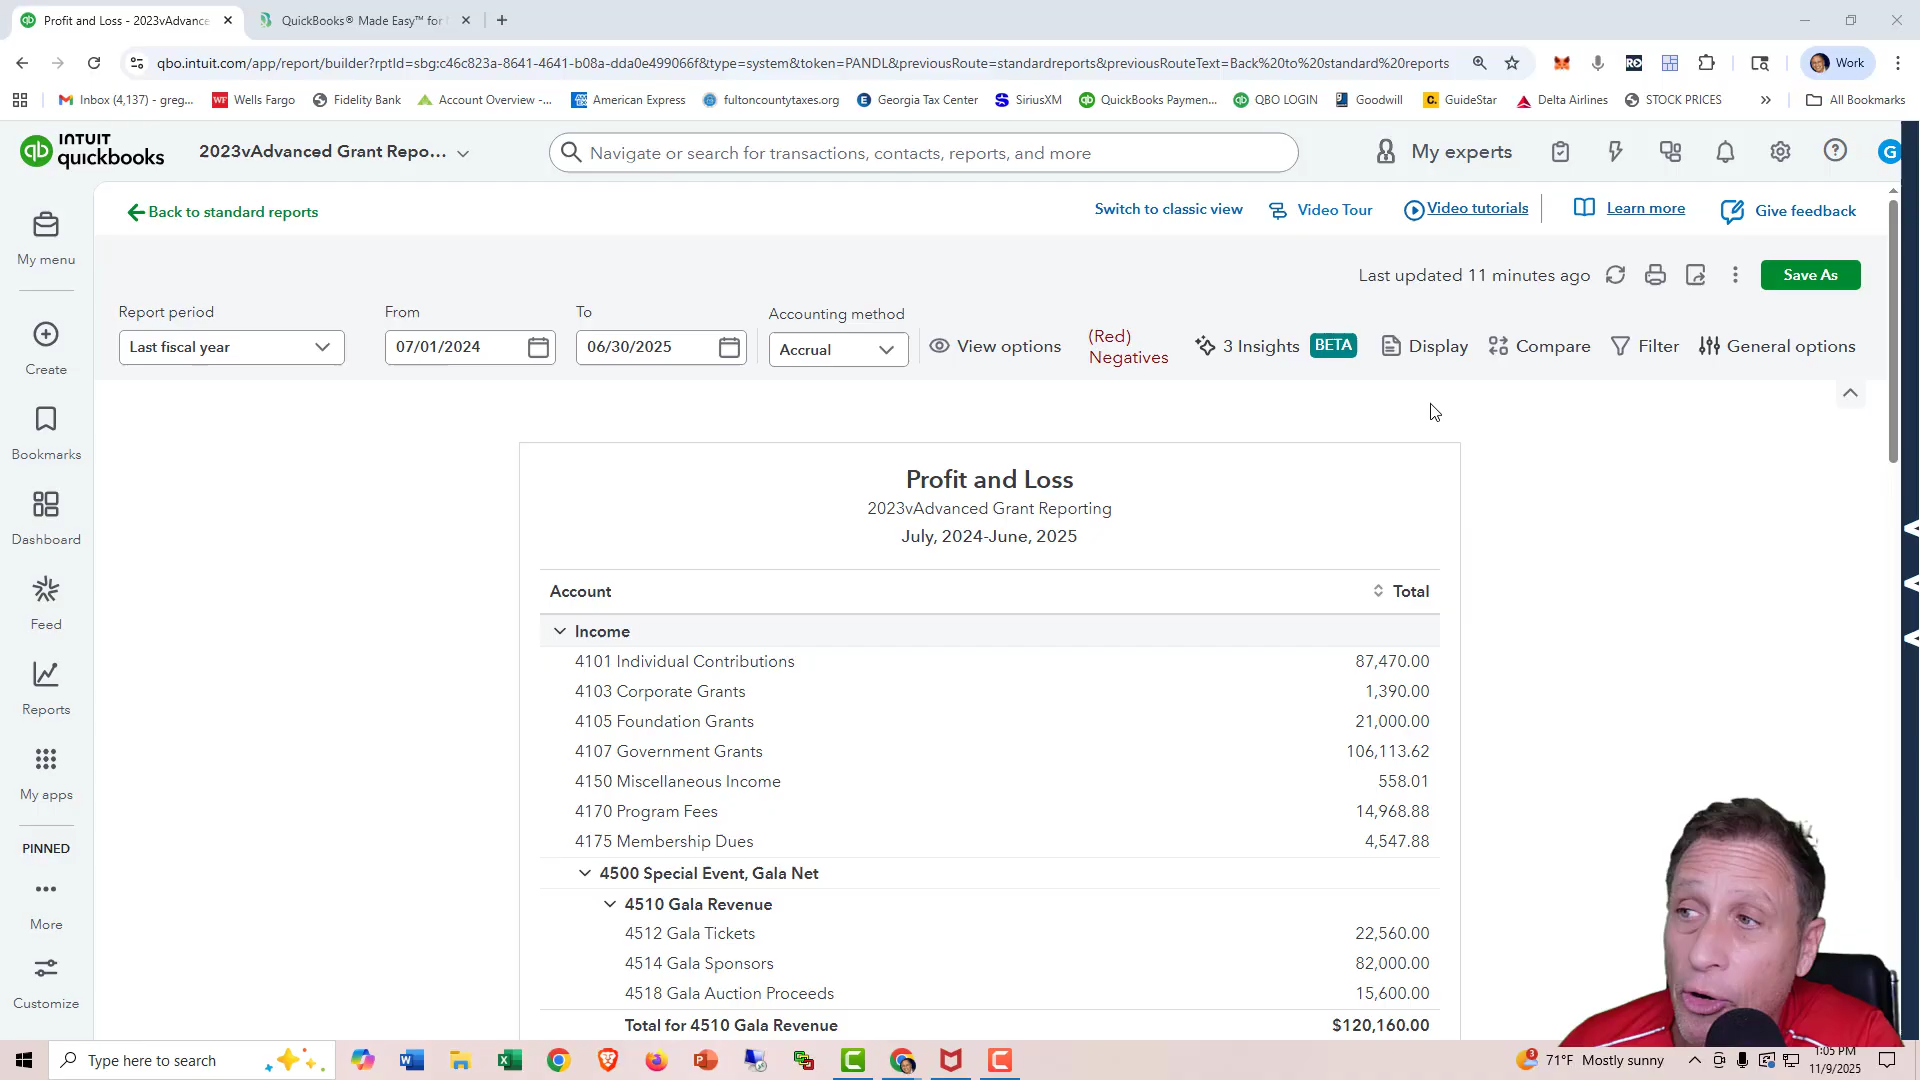 Profit and Loss - 2023vAdvance
QuickBooks® Made Easy™ for
qbo.intuit.com/app/report/builder?rptId=sbg:c46c823a-8641-4641-b08a-dda0e499066f&type=system&token=PANDL&previousRoute=standardreports&previousRouteText=Back%20to%20standard%20reports
Work
Inbox (4,137) - greg...
Wells Fargo
Fidelity Bank
Account Overview -...
American Express
fultoncountytaxes.org
Georgia Tax Center
SiriusXM
QuickBooks Paymen...
QBO LOGIN
Goodwill
GuideStar
Delta Airlines
STOCK PRICES
All Bookmarks
INTUIT
quickbooks
2023vAdvanced Grant Repo...
Navigate or search for transactions, contacts, reports, and more
My experts
G
My menu
Create
Bookmarks
Dashboard
Feed
Reports
My apps
PINNED
More
Customize
Back to standard reports
Switch to classic view
Video Tour
Video tutorials
Learn more
Give feedback
Last updated 11 minutes ago
Save As
Report period
From
To
Accounting method
Last fiscal year
07/01/2024
06/30/2025
Accrual
View options
(Red)
Negatives
3 Insights BETA
Display
Compare
Filter
General options
Profit and Loss
2023vAdvanced Grant Reporting
July, 2024-June, 2025
Account Total
Income
4101 Individual Contributions 87,470.00
4103 Corporate Grants 1,390.00
4105 Foundation Grants 21,000.00
4107 Government Grants 106,113.62
4150 Miscellaneous Income 558.01
4170 Program Fees 14,968.88
4175 Membership Dues 4,547.88
4500 Special Event, Gala Net
4510 Gala Revenue
4512 Gala Tickets 22,560.00
4514 Gala Sponsors 82,000.00
4518 Gala Auction Proceeds 15,600.00
Total for 4510 Gala Revenue $120,160.00
Type here to search
3
71°F Mostly sunny
1:05 PM
11/9/2025